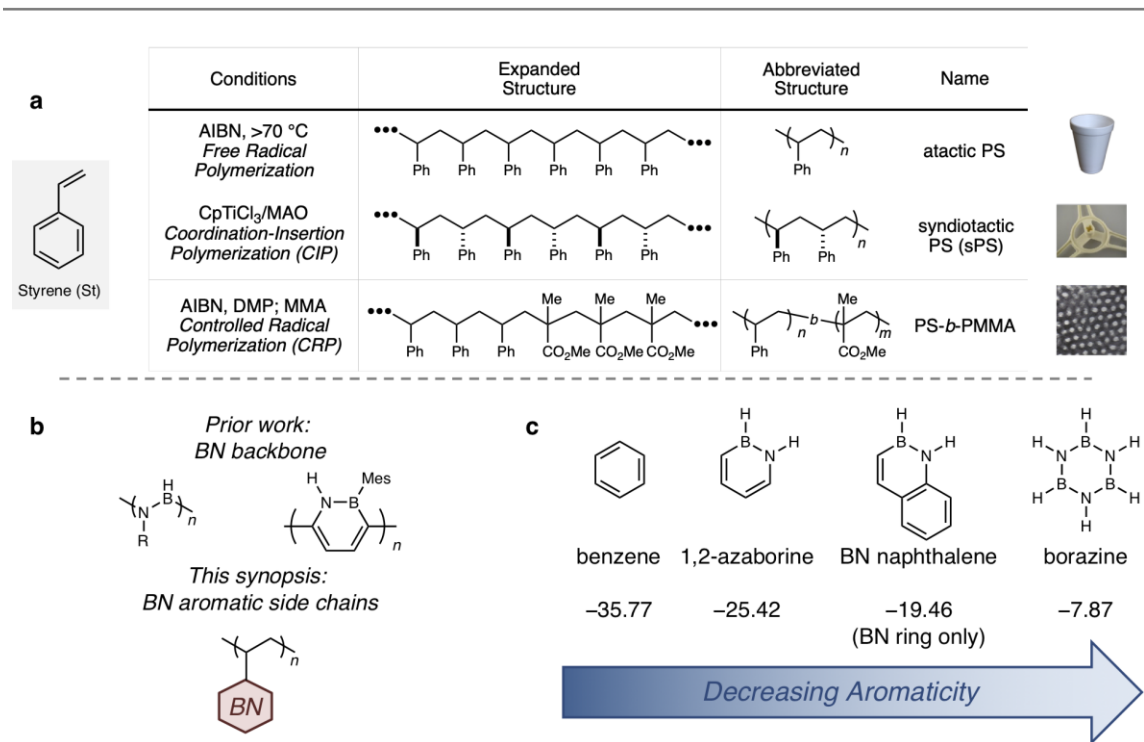 a
Conditions
Expanded
Structure
Abbreviated
Structure
Name
Styrene (St)
AIBN, >70 °C
Free Radical
Polymerization
•••
Ph Ph Ph Ph Ph Ph
•••
Ph
n
atactic PS
CpTiCl3/MAO
Coordination-Insertion
Polymerization (CIP)
•••
Ph Ph Ph Ph Ph Ph
•••
Ph Ph
n
syndiotactic
PS (sPS)
AIBN, DMP; MMA
Controlled Radical
Polymerization (CRP)
•••
Me Me Me
Ph Ph Ph CO2Me CO2Me CO2Me
•••
Me
n b m
Ph CO2Me
PS-b-PMMA
b
Prior work:
BN backbone
H
N B
R
n
H Mes
N B
n
This synopsis:
BN aromatic side chains
n
BN
c
H
B H
N
H
B H
N
H
H B H
N N
B B
H N H
H
benzene 1,2-azaborine BN naphthalene borazine
−35.77 −25.42 −19.46 −7.87
(BN ring only)
Decreasing Aromaticity